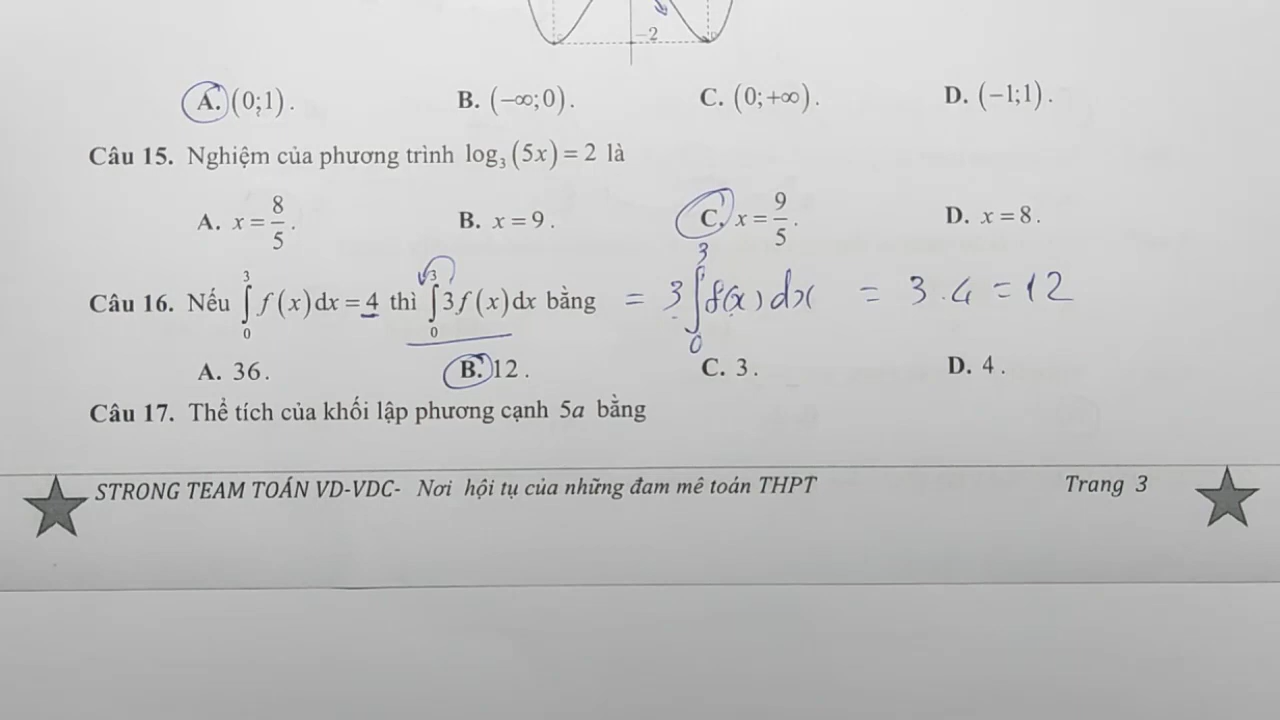 -2
A. (0;1). B. (−∞;0). C. (0;+∞). D. (−1;1).
Câu 15. Nghiệm của phương trình log₃(5x) = 2 là
A. x = 8/5. B. x = 9. C. x = 9/5. D. x = 8.
Câu 16. Nếu ∫₀³ f(x)dx = 4 thì ∫₀³ 3f(x)dx bằng = 3∫₀³ f(x)dx = 3.4 = 12
A. 36. B. 12. C. 3. D. 4.
Câu 17. Thể tích của khối lập phương cạnh 5a bằng
STRONG TEAM TOÁN VD-VDC- Nơi hội tụ của những đam mê toán THPT Trang 3